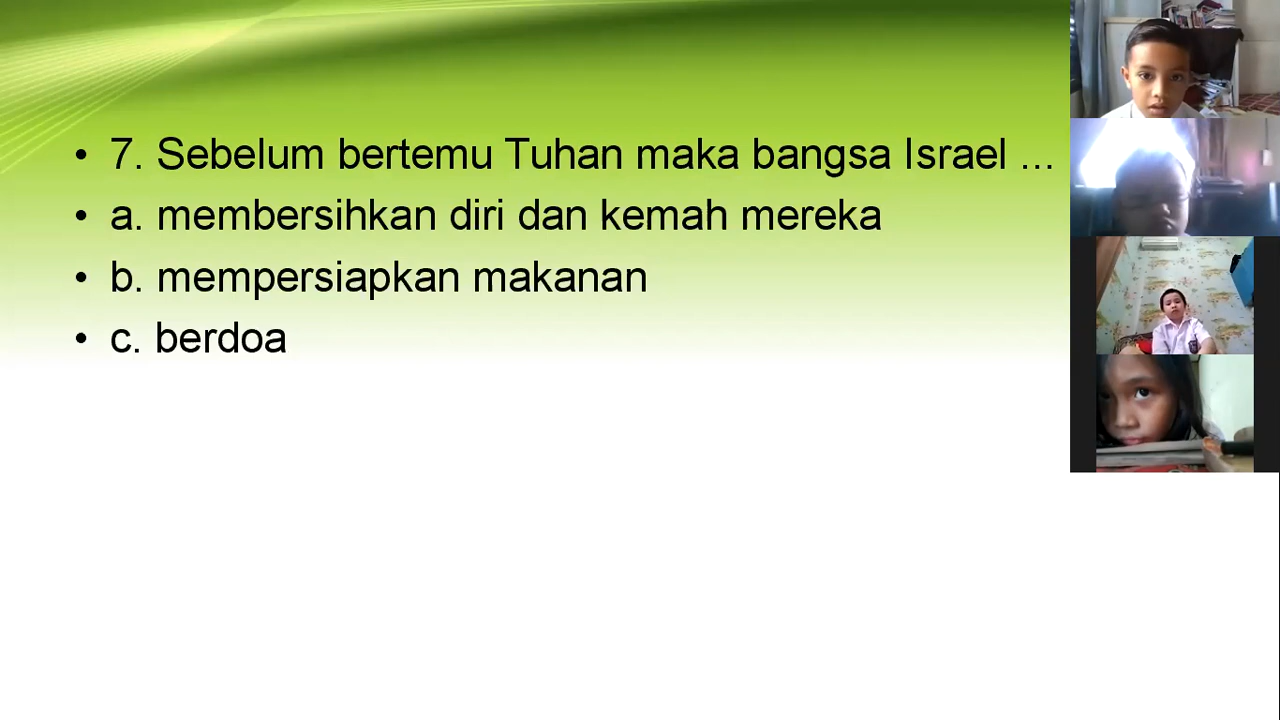 • 7. Sebelum bertemu Tuhan maka bangsa Israel ...
• a. membersihkan diri dan kemah mereka
• b. mempersiapkan makanan
• c. berdoa